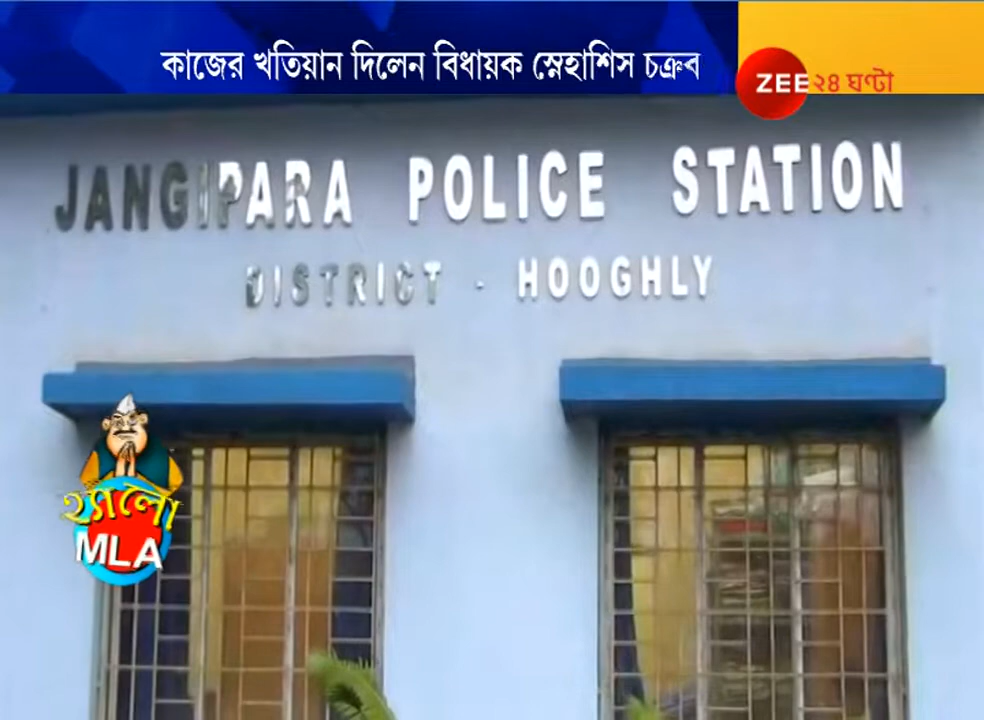 কাজের খতিয়ান দিলেন বিধায়ক স্নেহাশিস চক্রব
ZEE ২৪ ঘণ্টা
JANGIPARA POLICE STATION
DISTRICT - HOOGHLY
হ্যালো
MLA